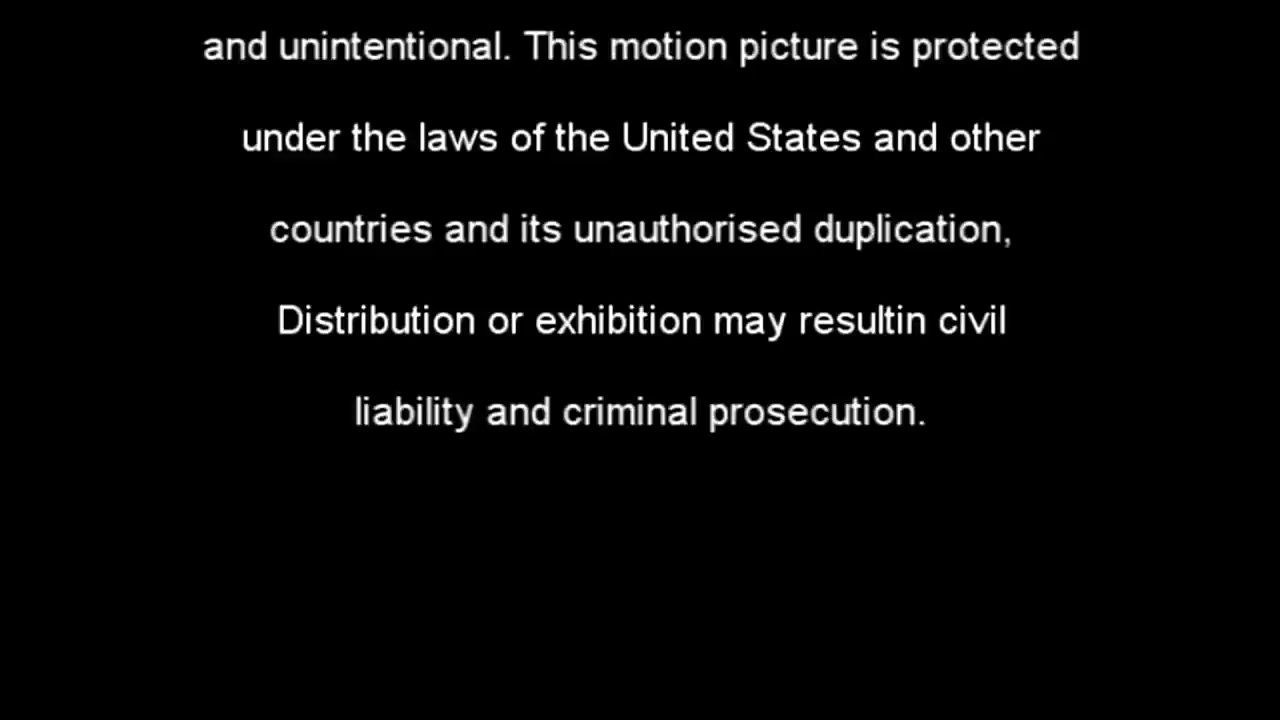 and unintentional. This motion picture is protected
under the laws of the United States and other
countries and its unauthorised duplication,
Distribution or exhibition may resultin civil
liability and criminal prosecution.